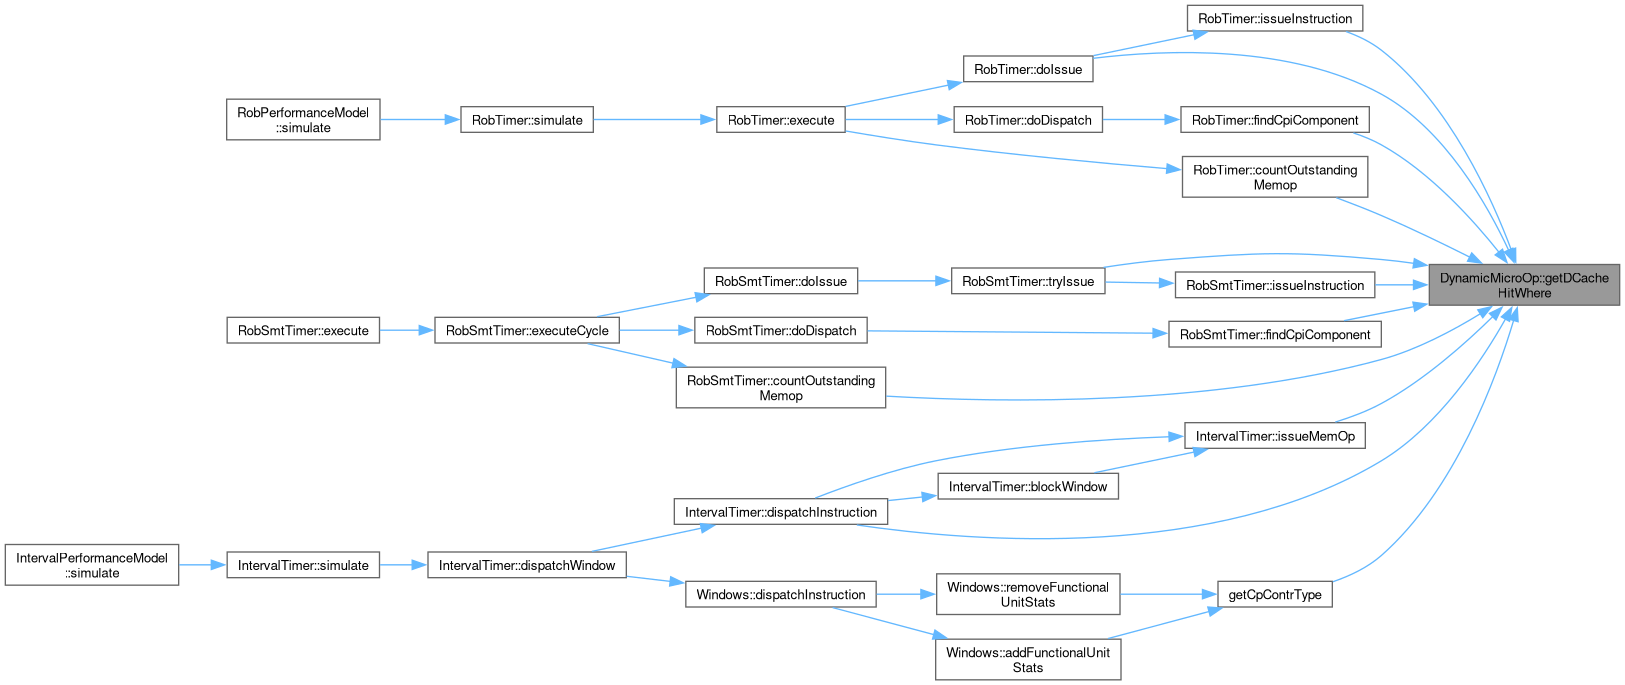 RobTimer::issueInstruction
RobTimer::doIssue
RobPerformanceModel
::simulate
RobTimer::simulate
RobTimer::execute
RobTimer::doDispatch
RobTimer::findCpiComponent
RobTimer::countOutstanding
Memop
DynamicMicroOp::getDCache
HitWhere
RobSmtTimer::doIssue
RobSmtTimer::tryIssue
RobSmtTimer::issueInstruction
RobSmtTimer::execute
RobSmtTimer::executeCycle
RobSmtTimer::doDispatch
RobSmtTimer::findCpiComponent
RobSmtTimer::countOutstanding
Memop
IntervalTimer::issueMemOp
IntervalTimer::blockWindow
IntervalTimer::dispatchInstruction
IntervalPerformanceModel
::simulate
IntervalTimer::simulate
IntervalTimer::dispatchWindow
Windows::dispatchInstruction
Windows::removeFunctional
UnitStats
getCpContrType
Windows::addFunctionalUnit
Stats